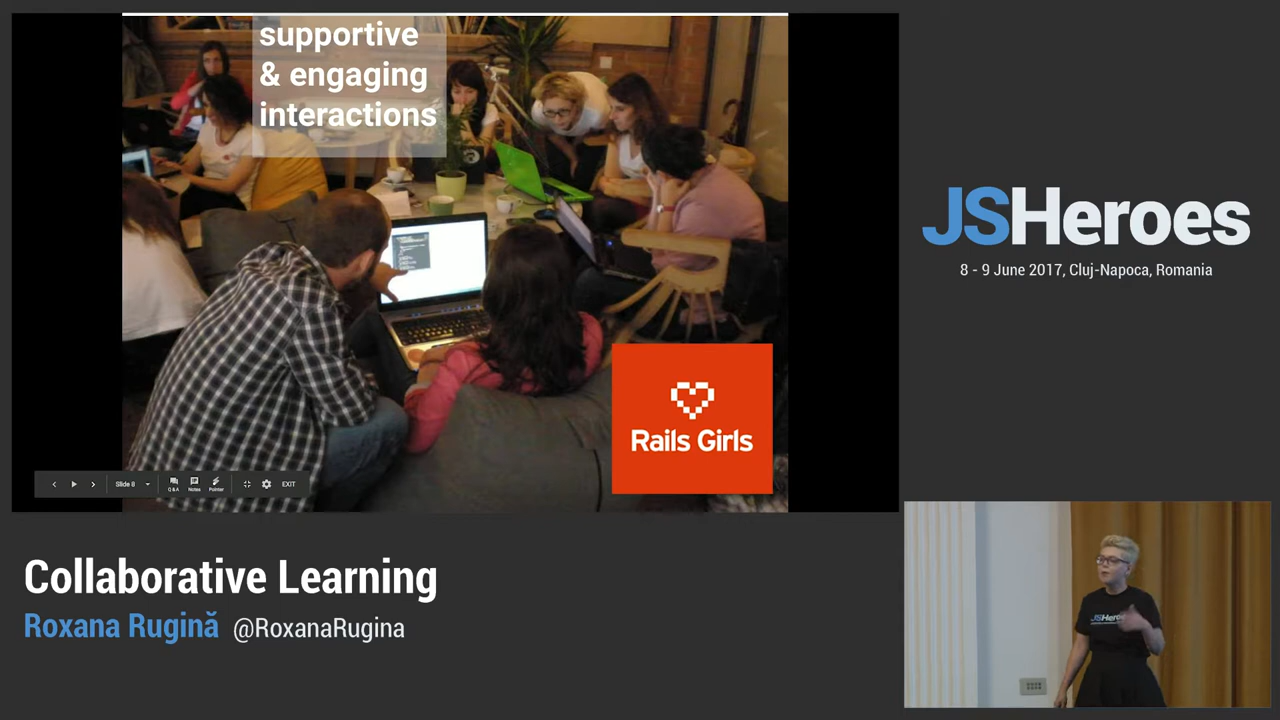 supportive
& engaging
interactions
Rails Girls
Slide 8
Q&A
Notes
Pointer
EXIT
JSHeroes
8 - 9 June 2017, Cluj-Napoca, Romania
Collaborative Learning
Roxana Rugină @RoxanaRugina
JSHeroes